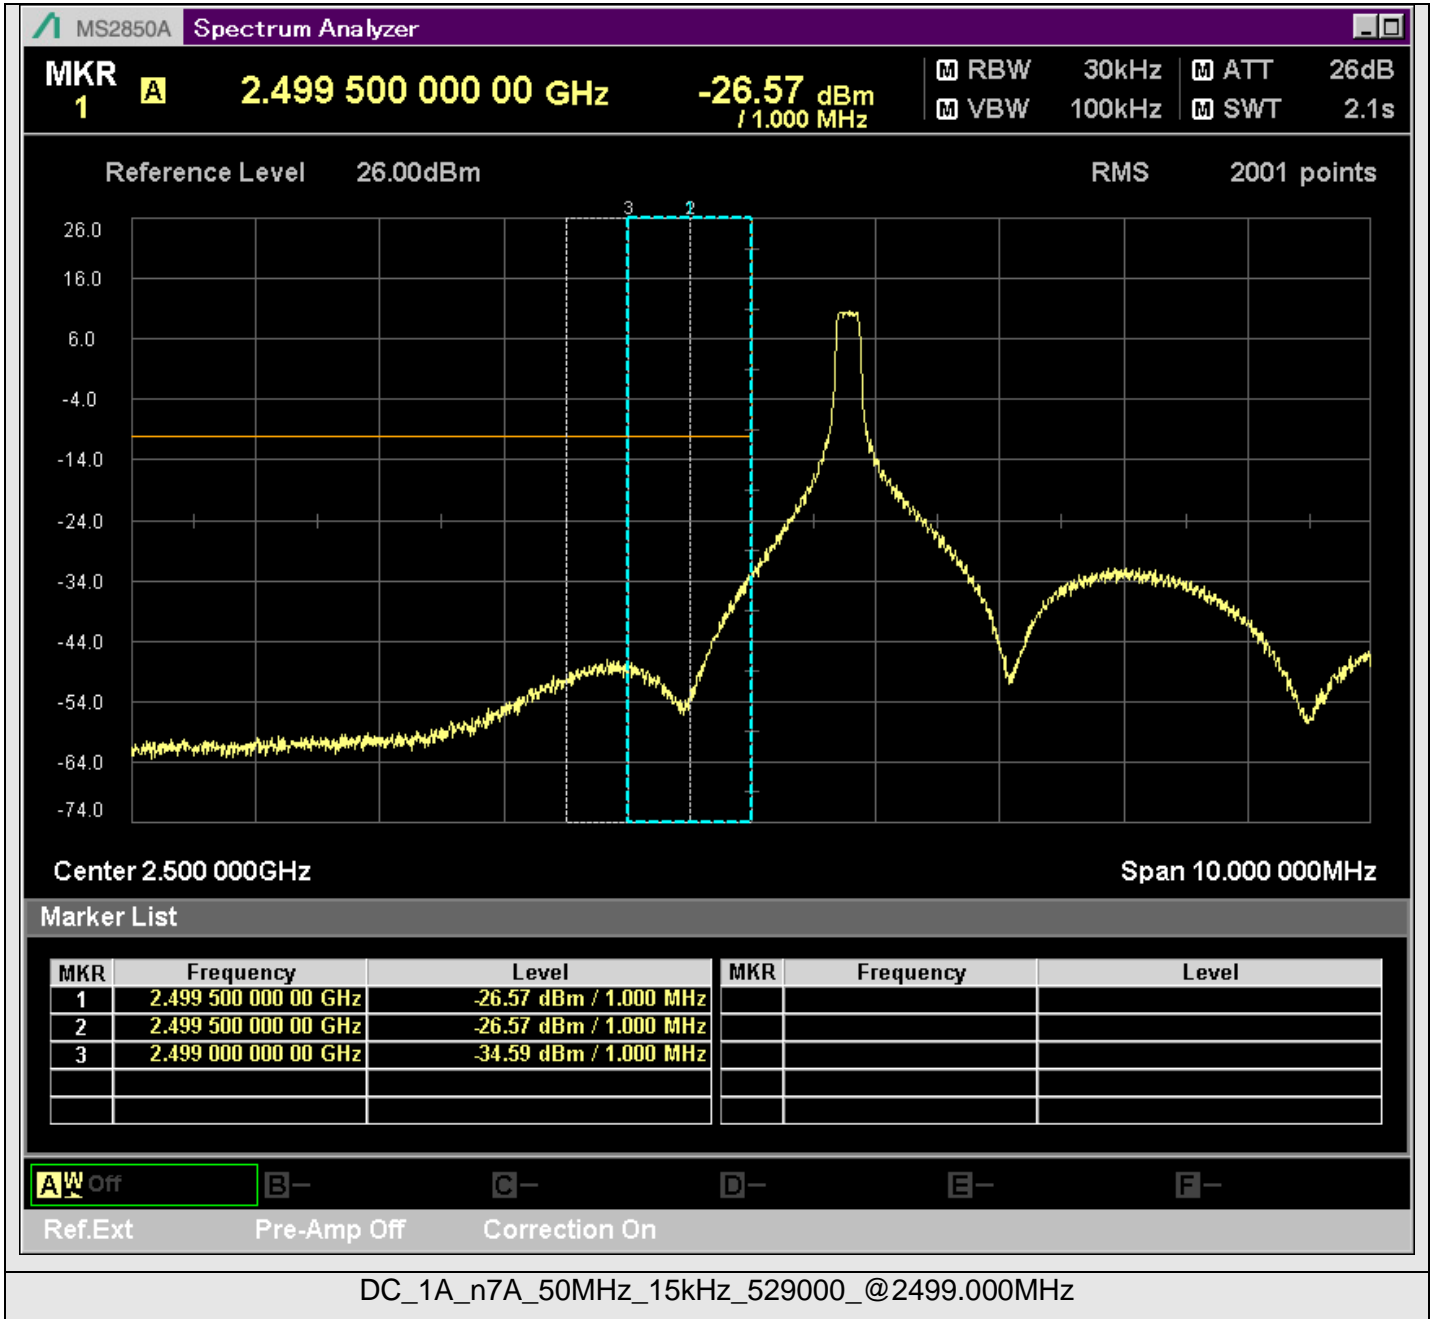 MS2850A Spectrum Analyzer
MKR 1 A 2.499 500 000 00 GHz -26.57 dBm / 1.000 MHz
M RBW 30kHz M ATT 26dB
M VBW 100kHz M SWT 2.1s
Reference Level 26.00dBm RMS 2001 points
3 2
26.0
16.0
6.0
-4.0
-14.0
-24.0
-34.0
-44.0
-54.0
-64.0
-74.0
Center 2.500 000GHz Span 10.000 000MHz
Marker List
MKR Frequency Level MKR Frequency Level
1 2.499 500 000 00 GHz -26.57 dBm / 1.000 MHz
2 2.499 500 000 00 GHz -26.57 dBm / 1.000 MHz
3 2.499 000 000 00 GHz -34.59 dBm / 1.000 MHz
A W Off B- C- D- E- F-
Ref.Ext Pre-Amp Off Correction On
DC_1A_n7A_50MHz_15kHz_529000_@2499.000MHz